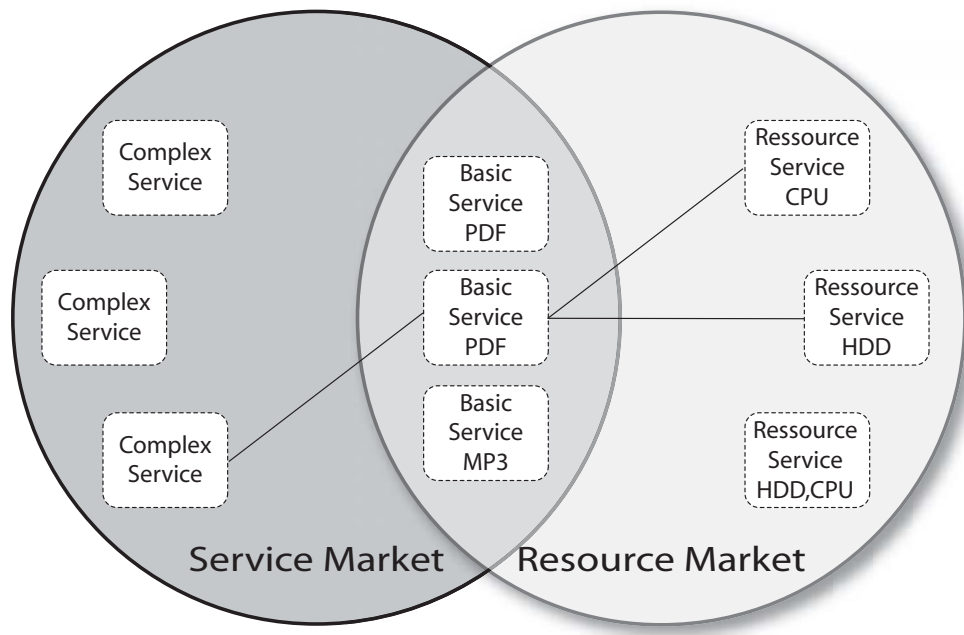 Complex
Service
Complex
Service
Complex
Service
Basic
Service
PDF
Basic
Service
PDF
Basic
Service
MP3
Ressource
Service
CPU
Ressource
Service
HDD
Ressource
Service
HDD,CPU
Service Market
Resource Market